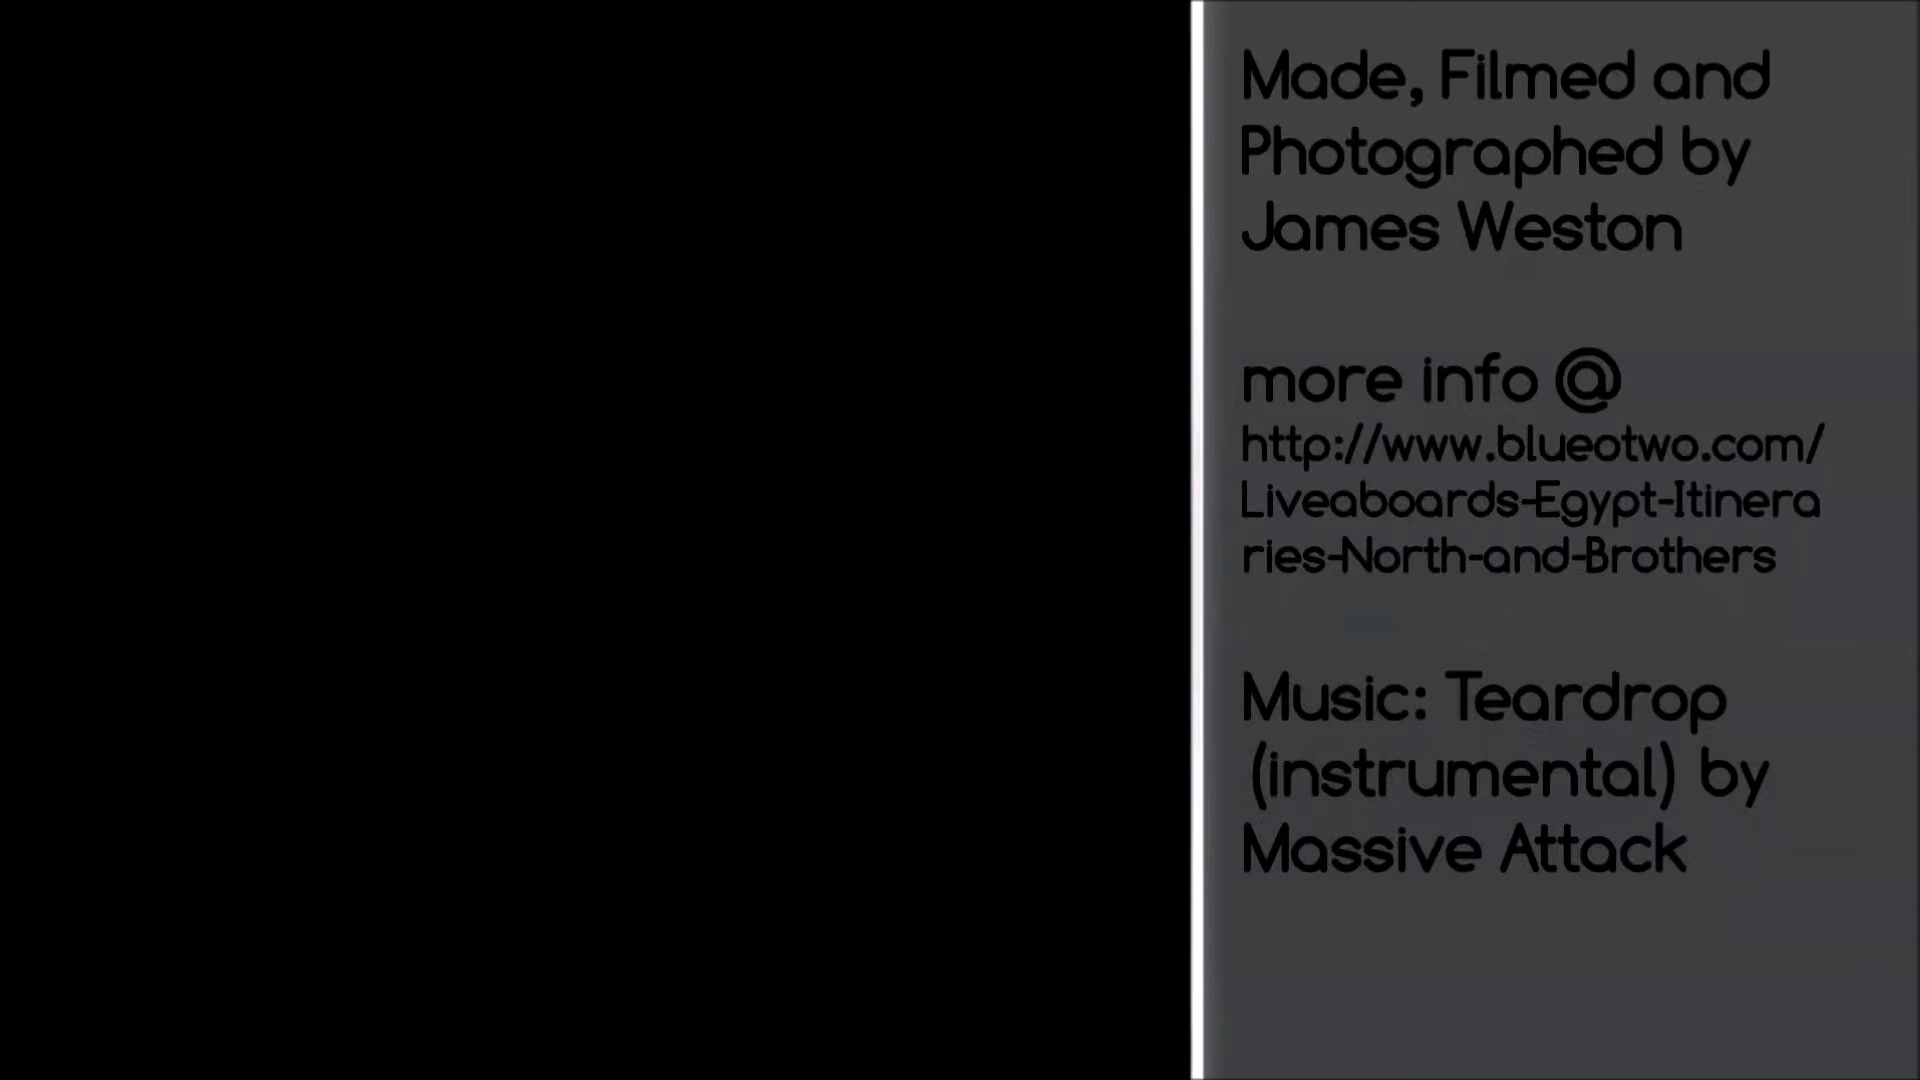 Made, Filmed and
Photographed by
James Weston
more info @
http://www.blueotwo.com/
Liveaboards-Egypt-Itinera
ries-North-and-Brothers
Music: Teardrop
(instrumental) by
Massive Attack